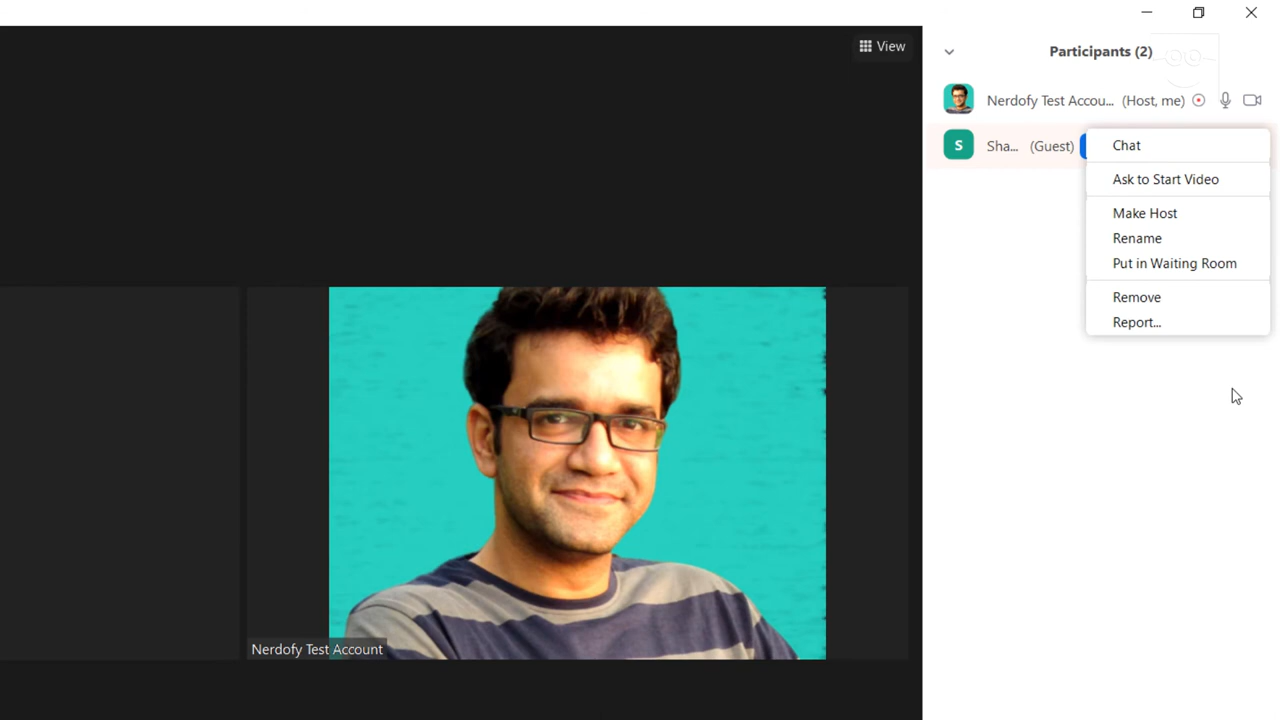 View
Participants (2)
Nerdofy Test Accou... (Host, me)
S Sha... (Guest)
Chat
Ask to Start Video
Make Host
Rename
Put in Waiting Room
Remove
Report...
Nerdofy Test Account